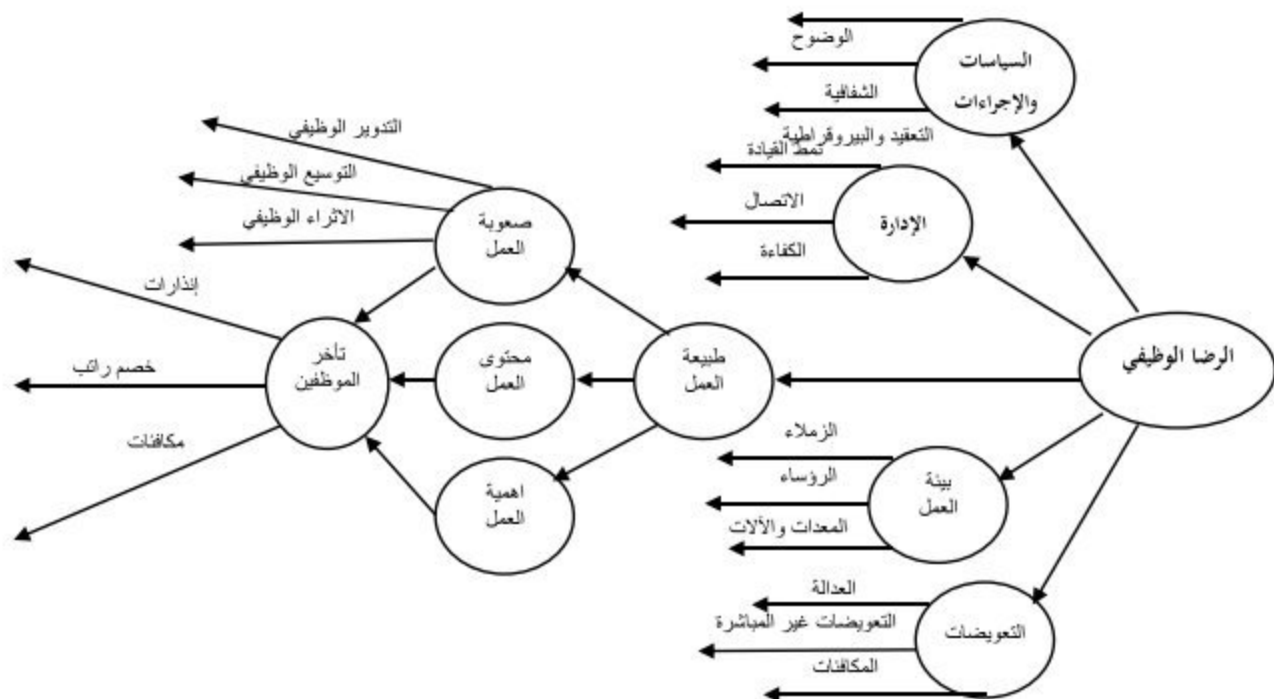 الوضوح
السياسات
والإجراءات
الشفافية
التعقيد والبيروقراطية
نمط القيادة
الاتصال
الإدارة
الكفاءة
الرضا الوظيفي
التدوير الوظيفي
التوسيع الوظيفي
الاثراء الوظيفي
صعوبة
العمل
طبيعة
العمل
محتوى
العمل
اهمية
العمل
إنذارات
تأخر
الموظفين
خصم راتب
مكافئات
الزملاء
الرؤساء
بيئة
العمل
المعدات والآلات
العدالة
التعويضات غير المباشرة
التعويضات
المكافئات